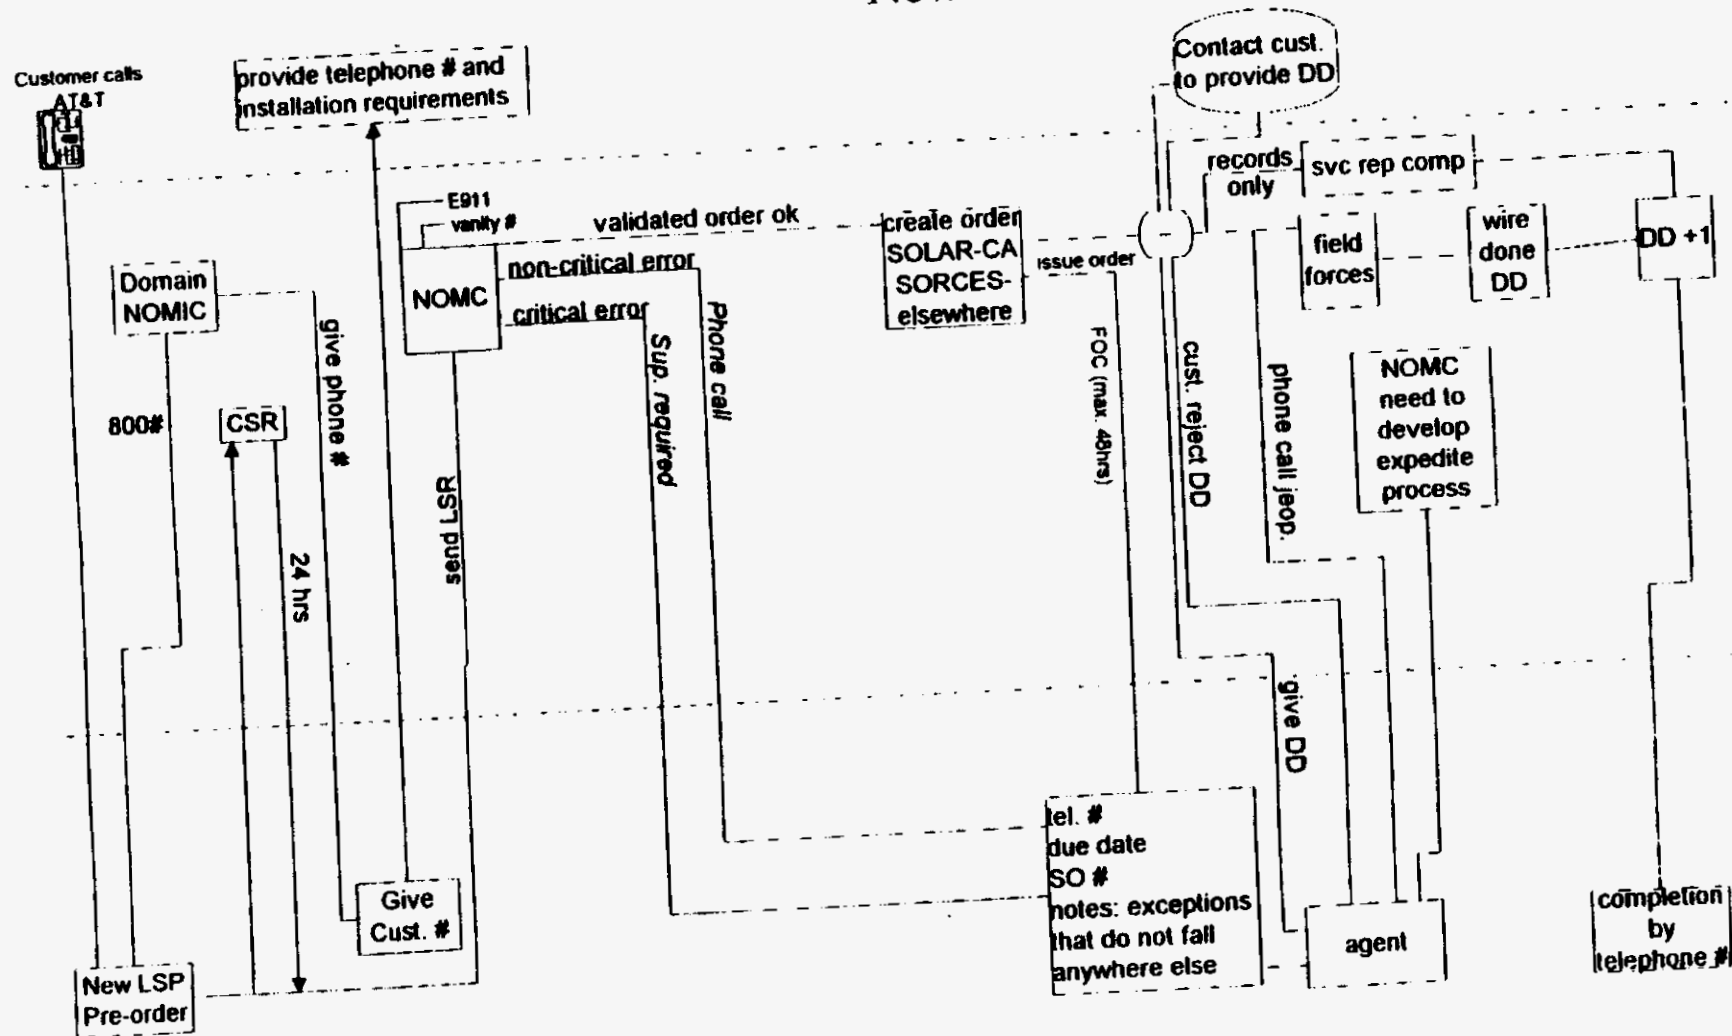 Customer calls
AT&T
provide telephone # and
installation requirements
Contact cust.
to provide DD
E911
vanity #
validated order ok
non-critical error
critical error
NOMC
Domain
NOMIC
800#
CSR
24 hrs
give phone #
send LSR
Sup. required
Phone call
create order
SOLAR-CA
SORCES-
elsewhere
issue order
FOC (max. 48hrs)
records
only
svc rep comp
field
forces
wire
done
DD
DD +1
cust. reject DD
phone call jeop.
NOMC
need to
develop
expedite
process
give DD
Give
Cust. #
New LSP
Pre-order
tel. #
due date
SO #
notes: exceptions
that do not fall
anywhere else
agent
completion
by
telephone #